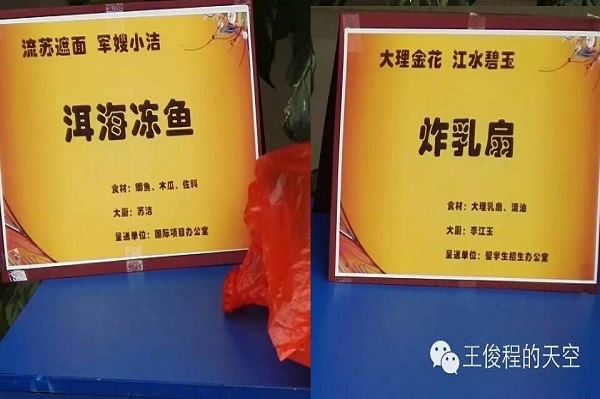 流苏遮面 军嫂小洁
洱海冻鱼
食材：鲫鱼、木瓜、佐料
大厨：苏洁
呈送单位：国际项目办公室
大理金花 江水碧玉
炸乳扇
食材：大理乳扇、清油
大厨：李江玉
呈送单位：留学生招生办公室
王俊程的天空